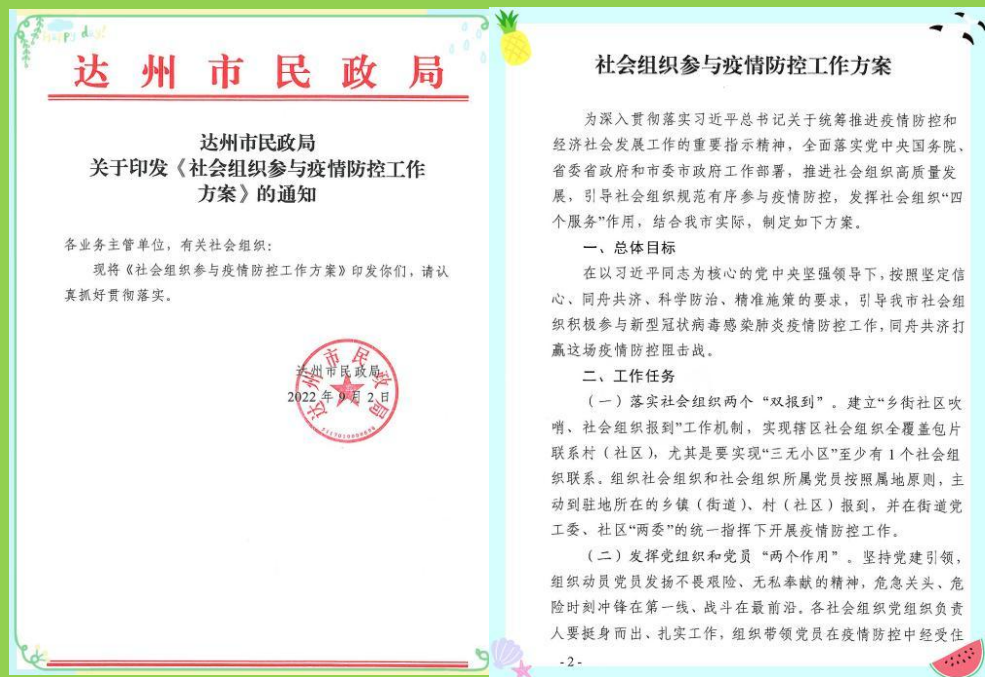 Happy day!
达州市民政局
达州市民政局
关于印发《社会组织参与疫情防控工作
方案》的通知
各业务主管单位，有关社会组织：
现将《社会组织参与疫情防控工作方案》印发你们，请认
真抓好贯彻落实。
达州市民政局
2022年9月2日
达州市民政局
社会组织参与疫情防控工作方案
为深入贯彻落实习近平总书记关于统筹推进疫情防控和
经济社会发展工作的重要指示精神，全面落实党中央国务院、
省委省政府和市委市政府工作部署，推进社会组织高质量发
展，引导社会组织规范有序参与疫情防控，发挥社会组织“四
个服务”作用，结合我市实际，制定如下方案。
一、总体目标
在以习近平同志为核心的党中央坚强领导下，按照坚定信
心、同舟共济、科学防治、精准施策的要求，引导我市社会组
织积极参与新型冠状病毒感染肺炎疫情防控工作，同舟共济打
赢这场疫情防控阻击战。
二、工作任务
（一）落实社会组织两个“双报到”。建立“乡街社区吹
哨、社会组织报到”工作机制，实现辖区社会组织全覆盖包片
联系村（社区），尤其是要实现“三无小区”至少有1个社会组
织联系。组织社会组织和社会组织所属党员按照属地原则，主
动到驻地所在的乡镇（街道）、村（社区）报到，并在街道党
工委、社区“两委”的统一指挥下开展疫情防控工作。
（二）发挥党组织和党员“两个作用”。坚持党建引领，
组织动员党员发扬不畏艰险、无私奉献的精神，危急关头、危
险时刻冲锋在第一线、战斗在最前沿。各社会组织党组织负责
人要挺身而出、扎实工作，组织带领党员在疫情防控中经受住
-2-